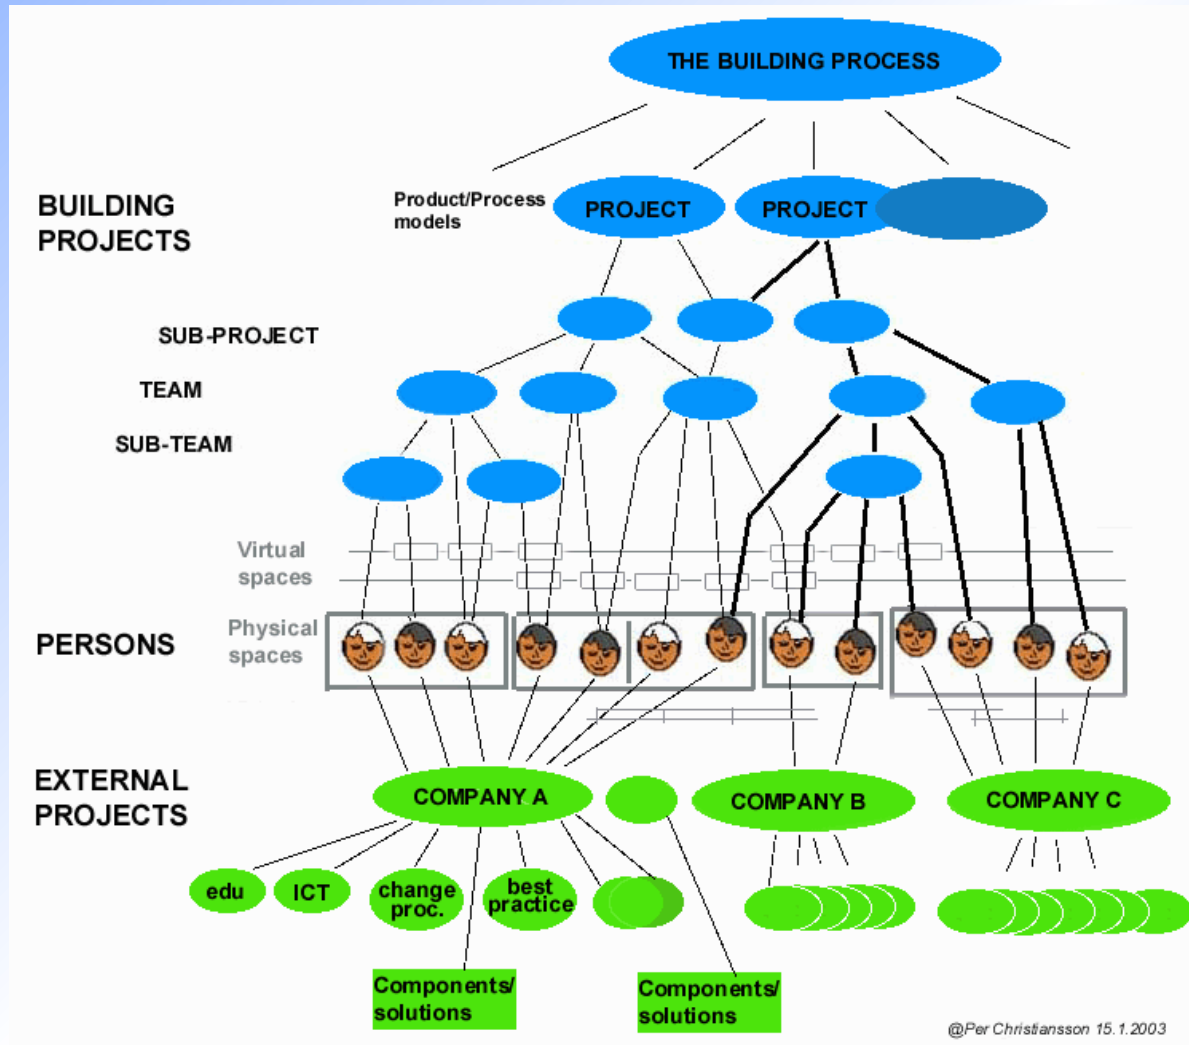 THE BUILDING PROCESS
BUILDING
PROJECTS
Product/Process
models
PROJECT
PROJECT
SUB-PROJECT
TEAM
SUB-TEAM
Virtual
spaces
PERSONS
Physical
spaces
EXTERNAL
PROJECTS
COMPANY A
COMPANY B
COMPANY C
edu
ICT
change
proc.
best
practice
Components/
solutions
Components/
solutions
@Per Christiansson 15.1.2003